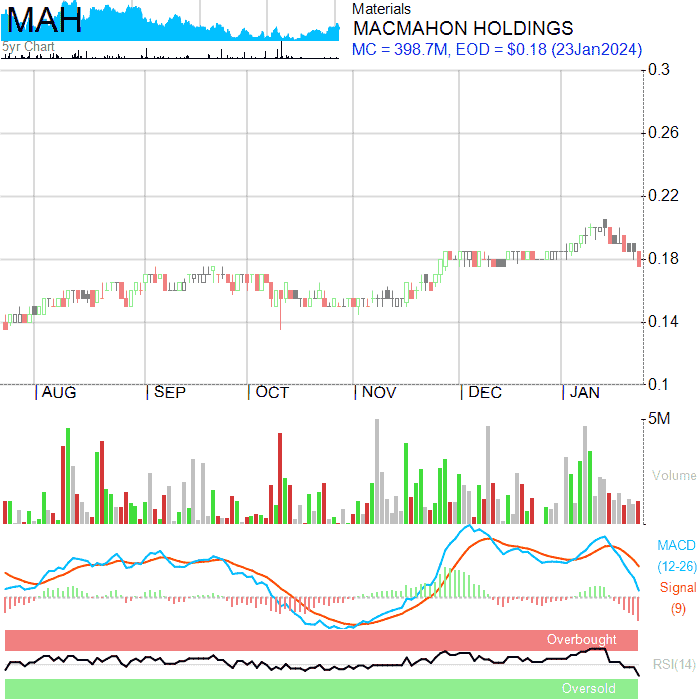 MAH
5yr Chart
Materials
MACMAHON HOLDINGS
MC = 398.7M, EOD = $0.18 (23Jan2024)
0.3
0.26
0.22
0.18
0.14
0.1
AUG SEP OCT NOV DEC JAN
5M
Volume
MACD
(12-26)
Signal
(9)
Overbought
RSI(14)
Oversold